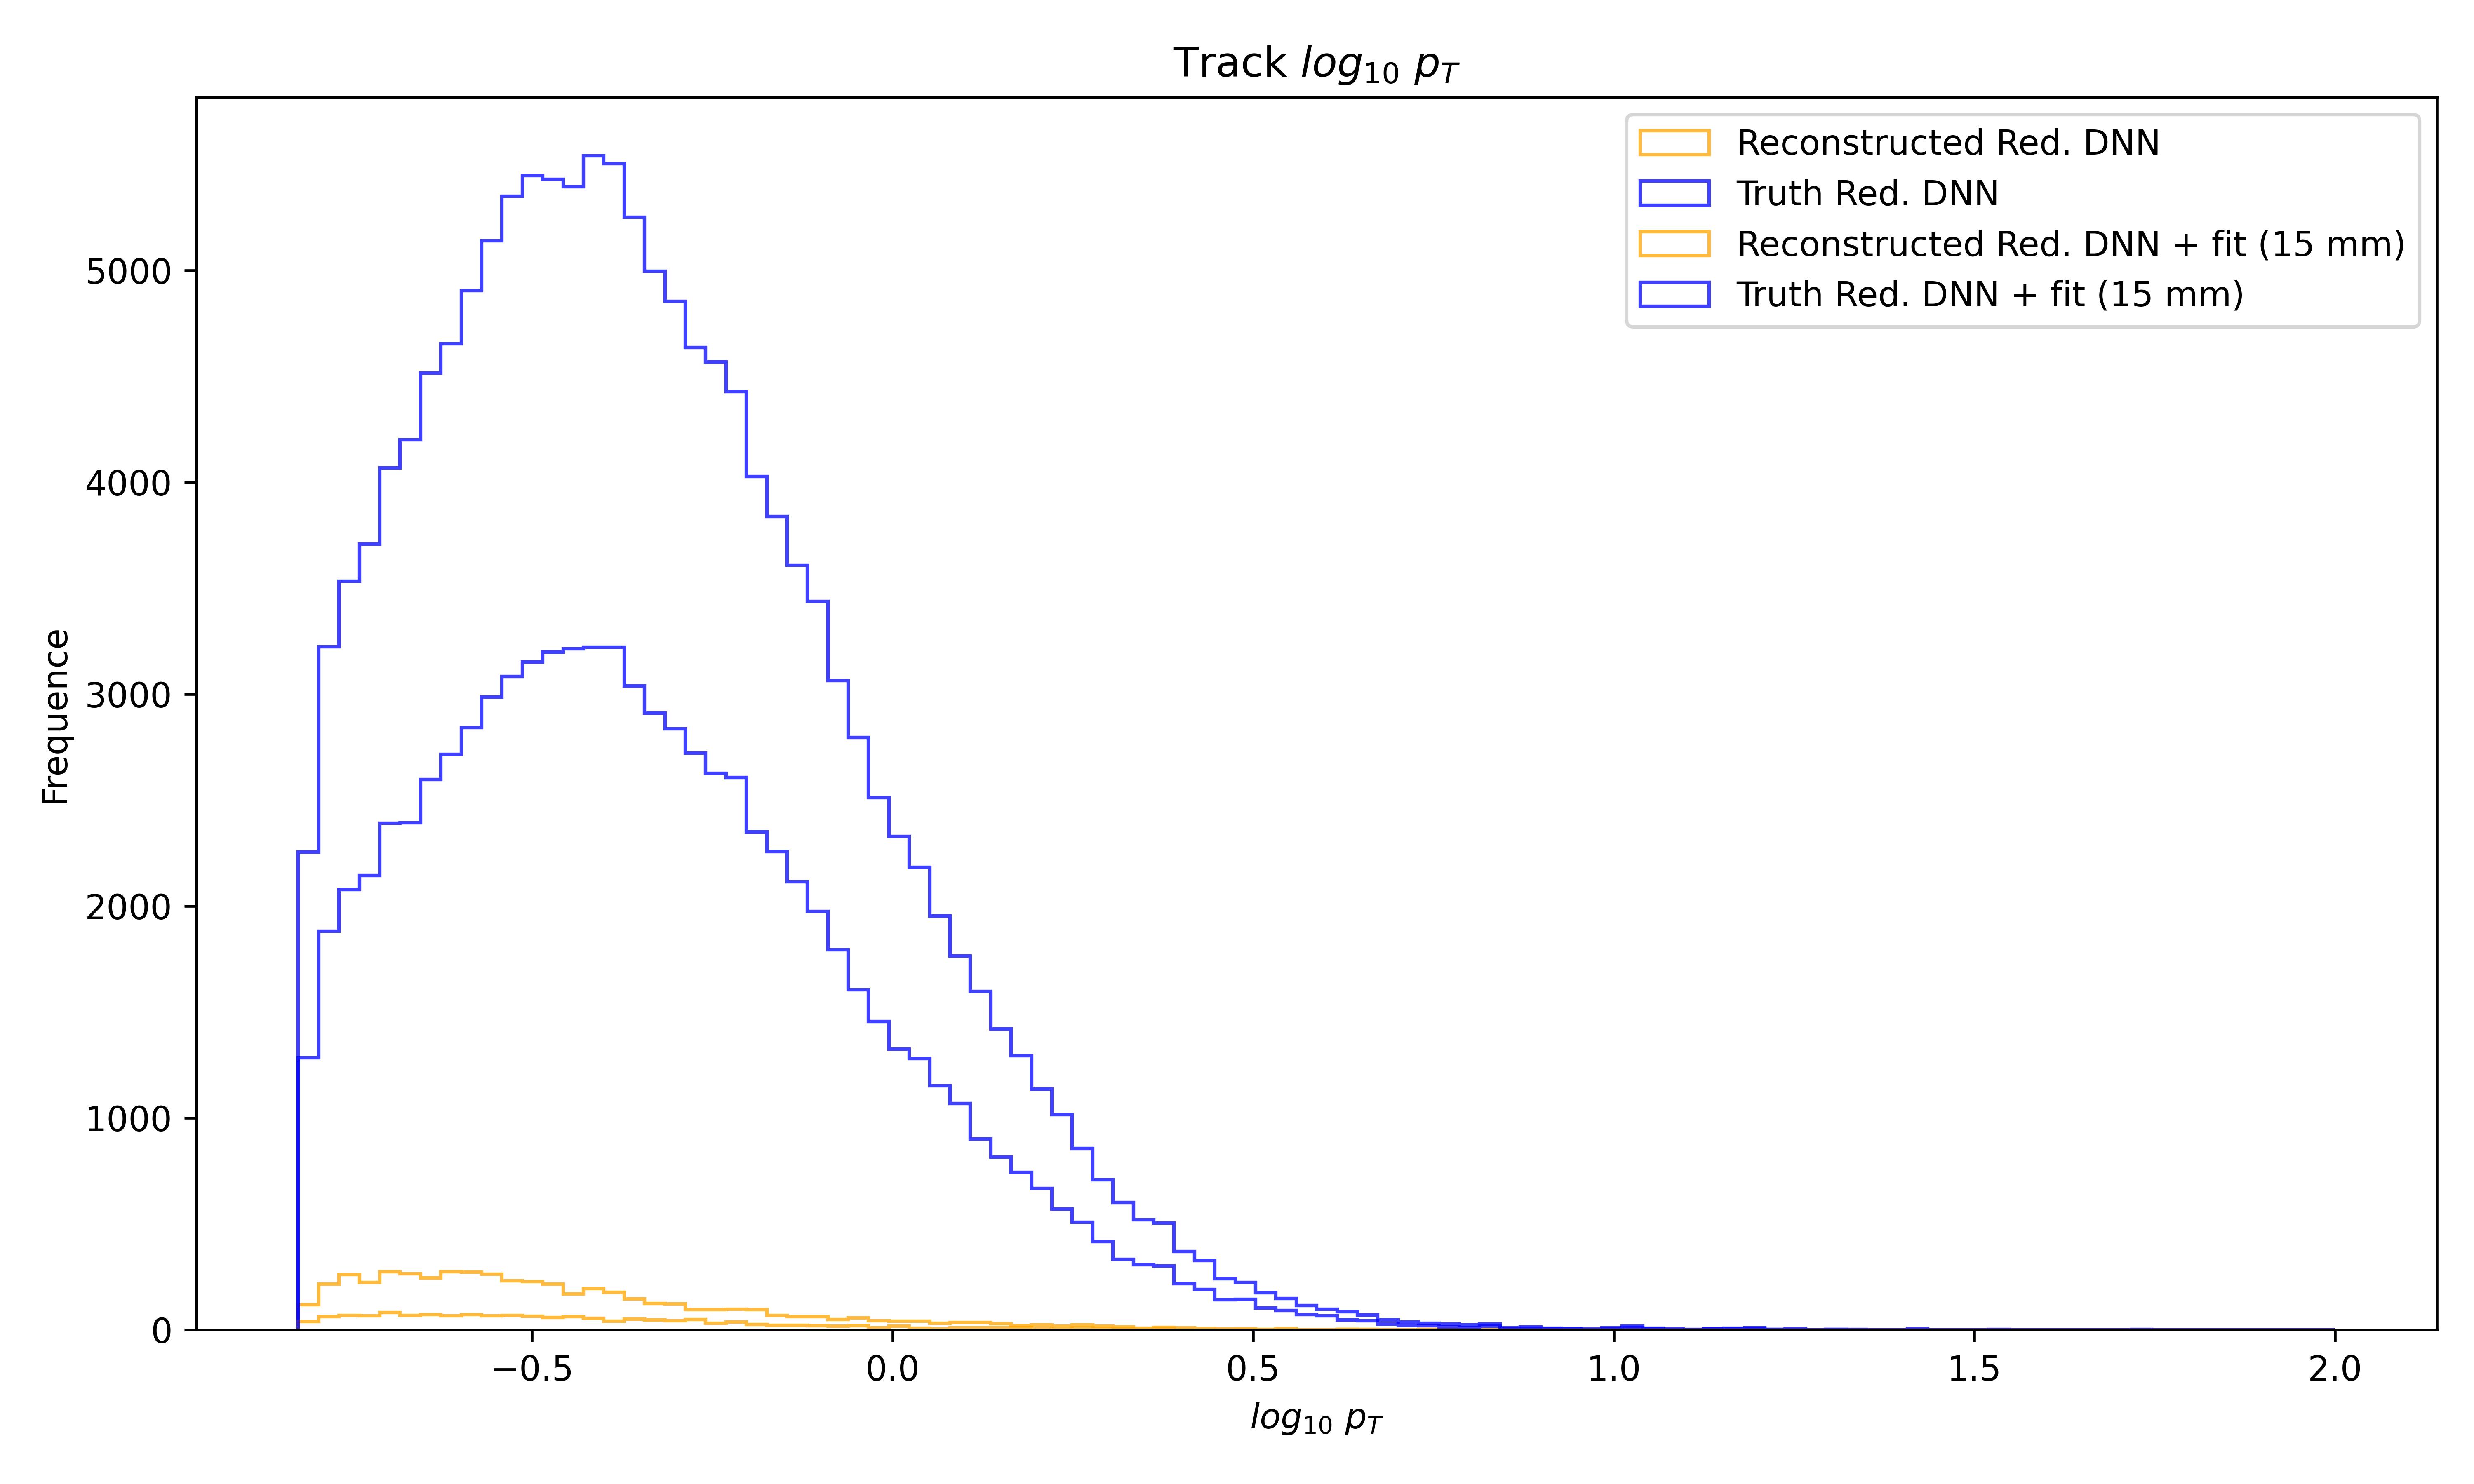 Track log₁₀ p_T
Reconstructed Red. DNN
Truth Red. DNN
Reconstructed Red. DNN + fit (15 mm)
Truth Red. DNN + fit (15 mm)
Frequence
5000
4000
3000
2000
1000
0
−0.5
0.0
0.5
1.0
1.5
2.0
log₁₀ p_T